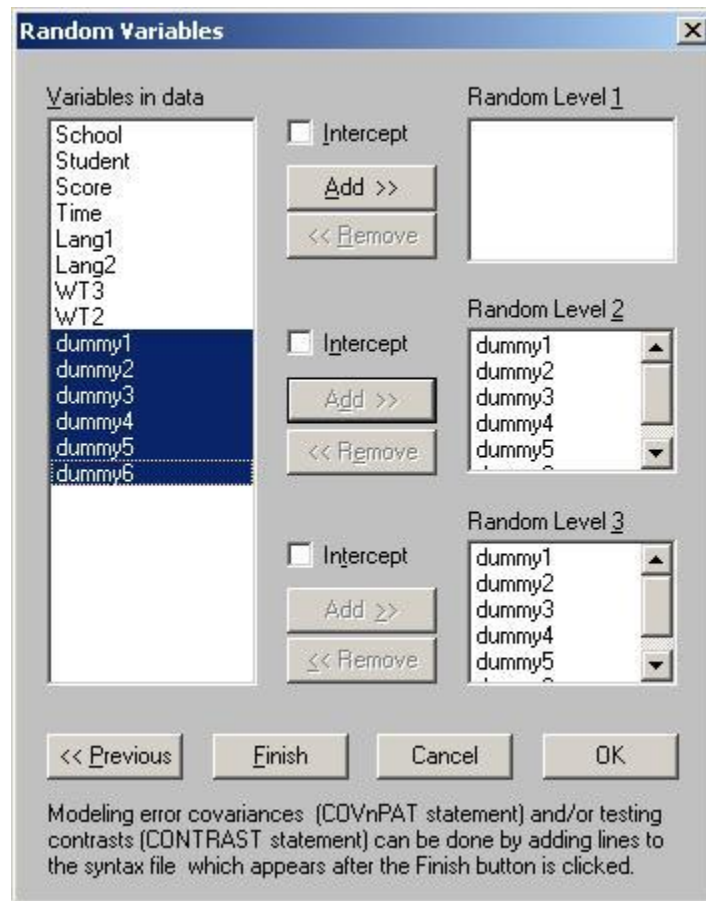 Random Variables
Variables in data
School
Student
Score
Time
Lang1
Lang2
WT3
WT2
dummy1
dummy2
dummy3
dummy4
dummy5
dummy6
Intercept
Add >>
<< Remove
Random Level 1
Intercept
Add >>
<< Remove
Random Level 2
dummy1
dummy2
dummy3
dummy4
dummy5
Intercept
Add >>
<< Remove
Random Level 3
dummy1
dummy2
dummy3
dummy4
dummy5
<< Previous
Finish
Cancel
OK
Modeling error covariances (COVnPAT statement) and/or testing
contrasts (CONTRAST statement) can be done by adding lines to
the syntax file which appears after the Finish button is clicked.